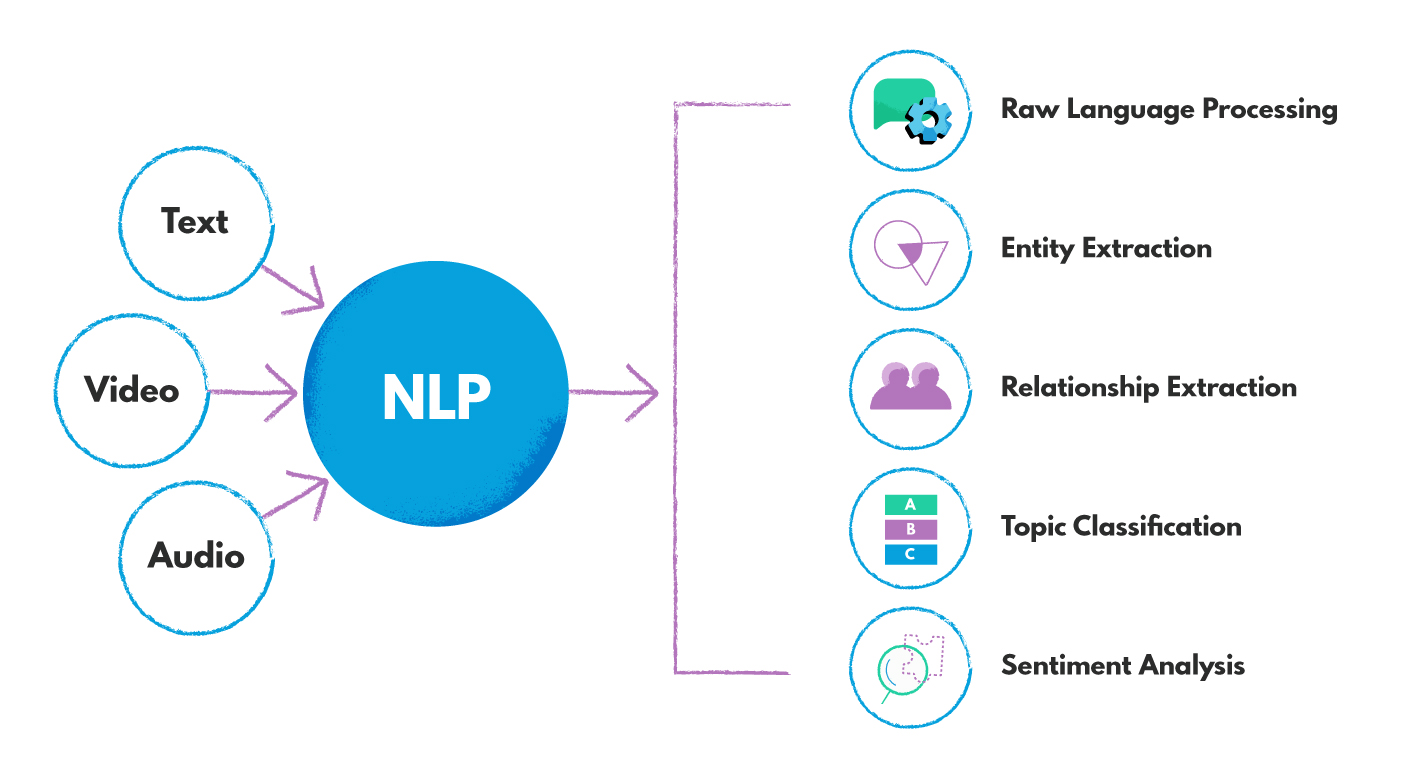 Text
Video
Audio
NLP
Raw Language Processing
Entity Extraction
Relationship Extraction
A
B
C
Topic Classification
Sentiment Analysis